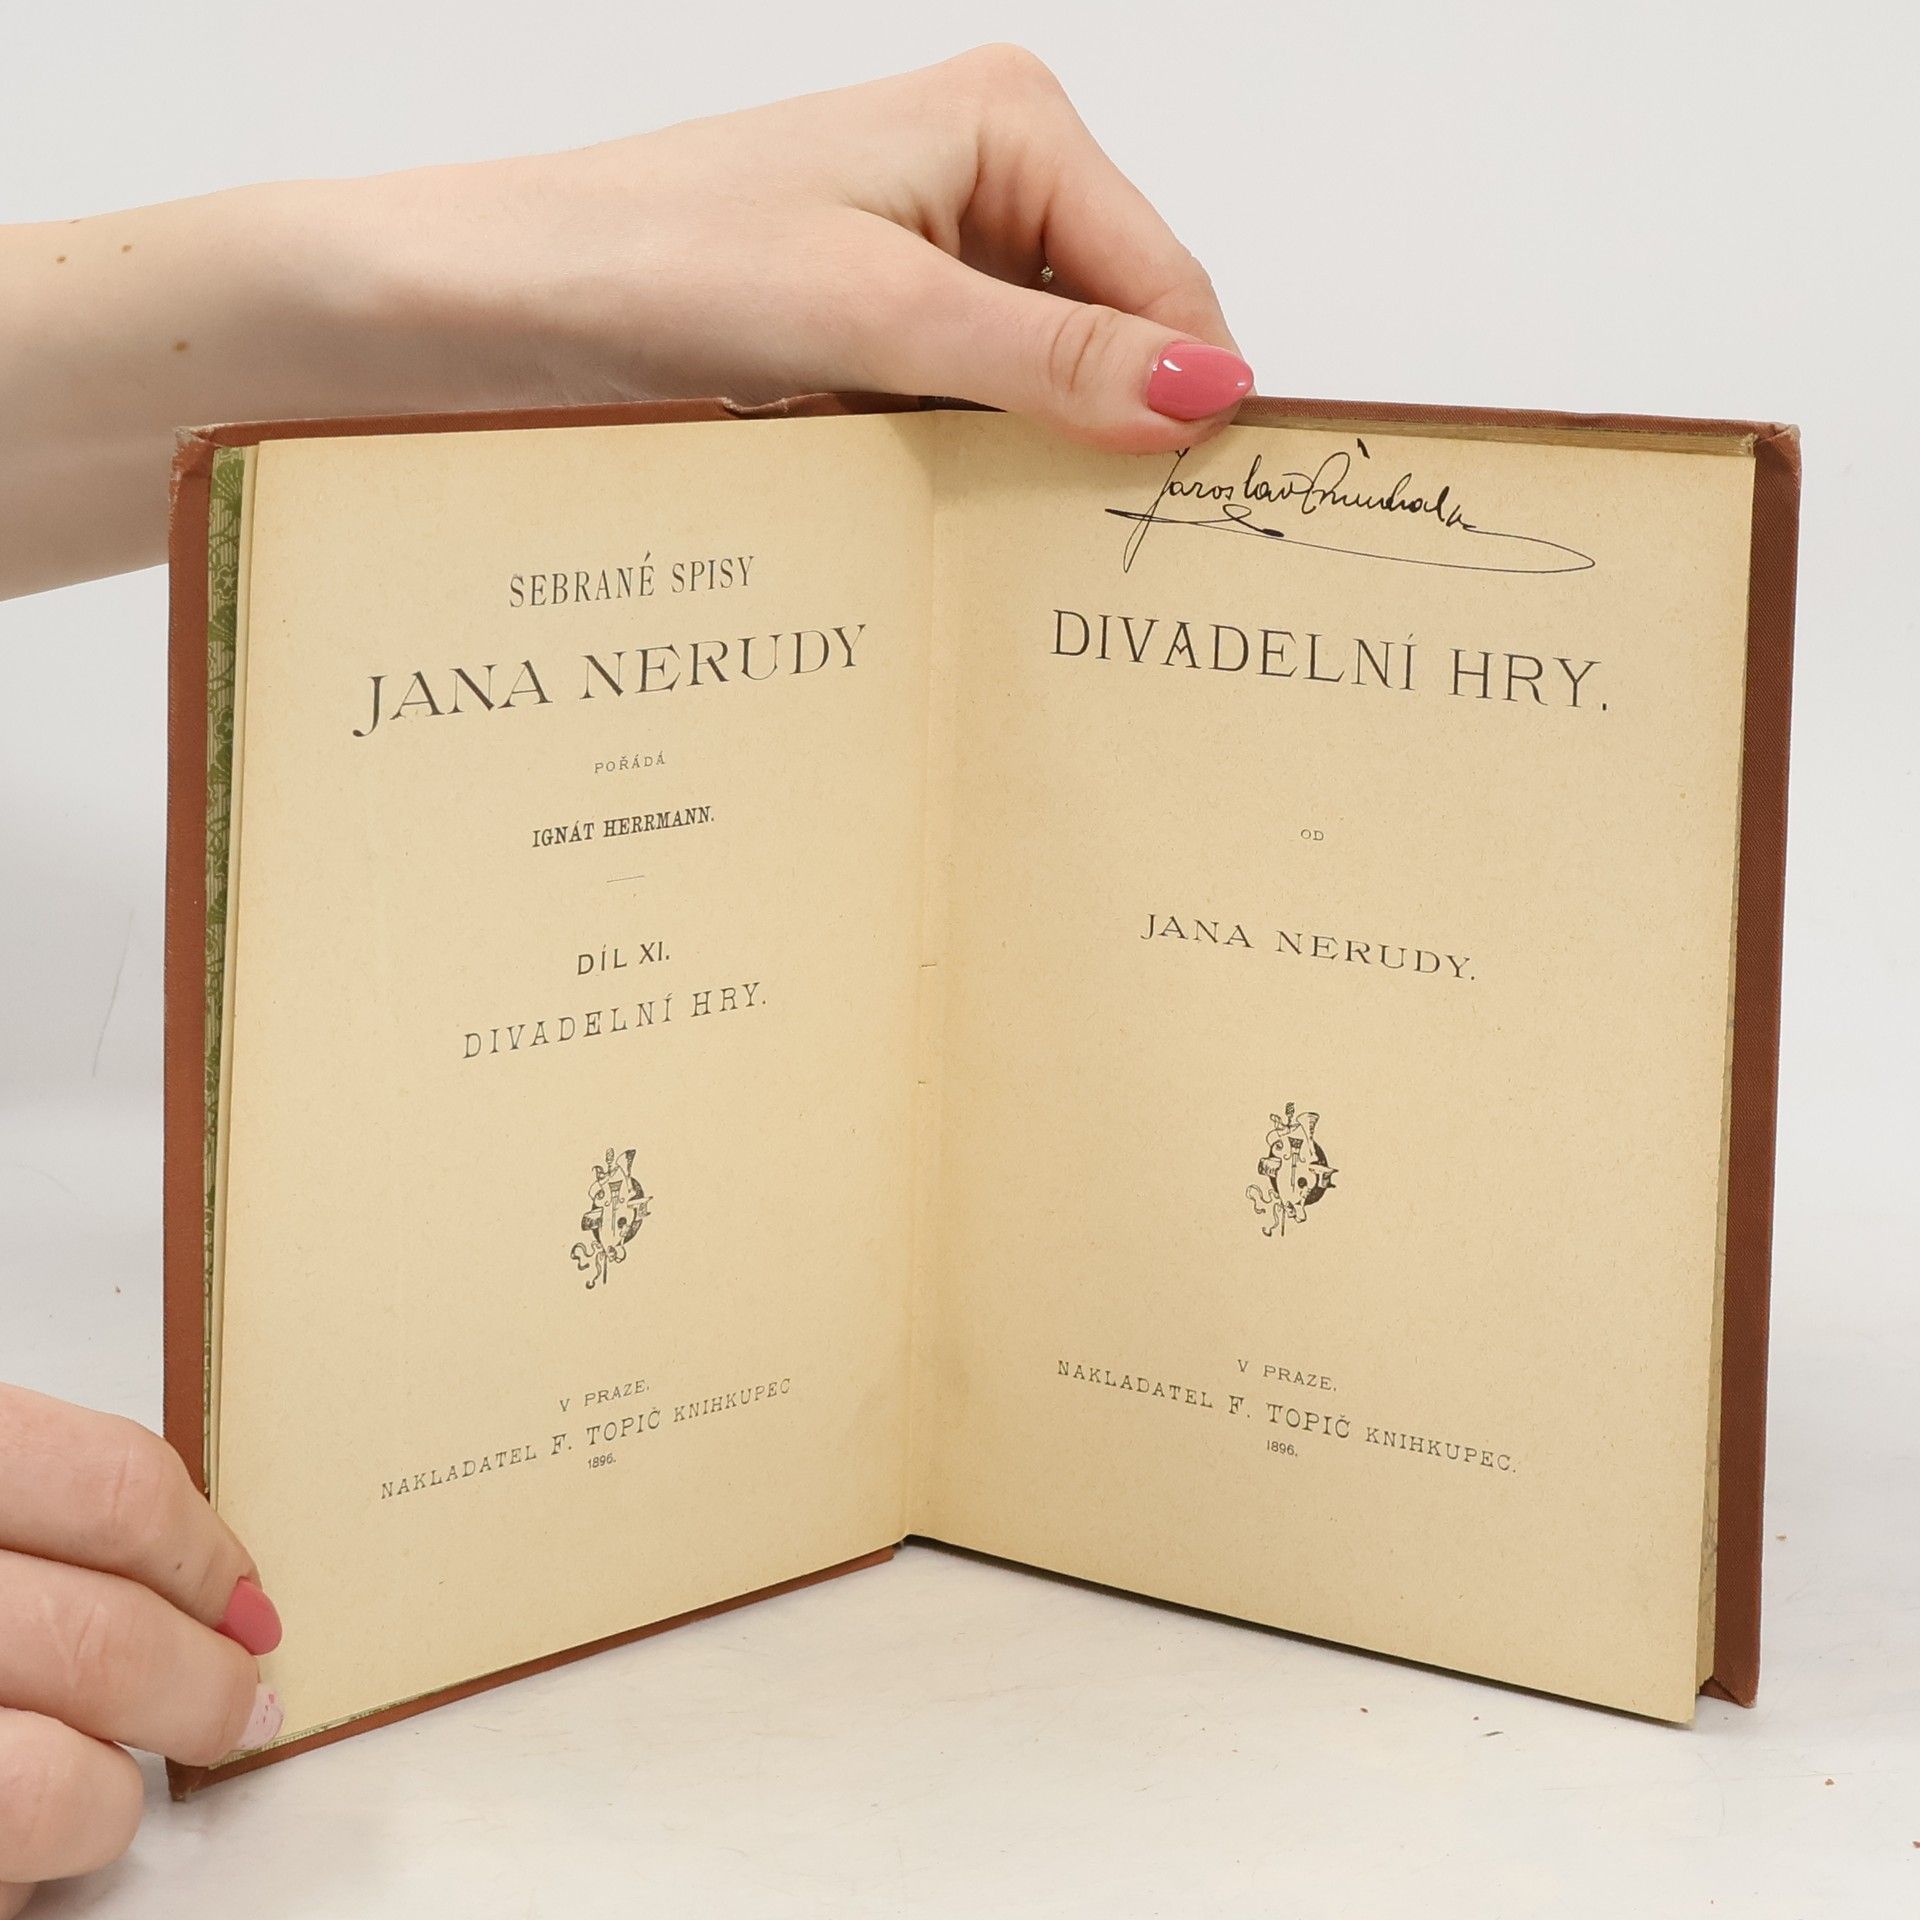 SEBRANÉ SPISY
JANA NERUDY
POŘÁDÁ
IGNÁT HERRMANN.
DÍL XI.
DIVADELNÍ HRY.
V PRAZE.
NAKLADATEL F. TOPIČ KNIHKUPEC
1896.
Jaroslav
DIVADELNÍ HRY.
OD
JANA NERUDY.
V PRAZE.
NAKLADATEL F. TOPIČ KNIHKUPEC.
1896.